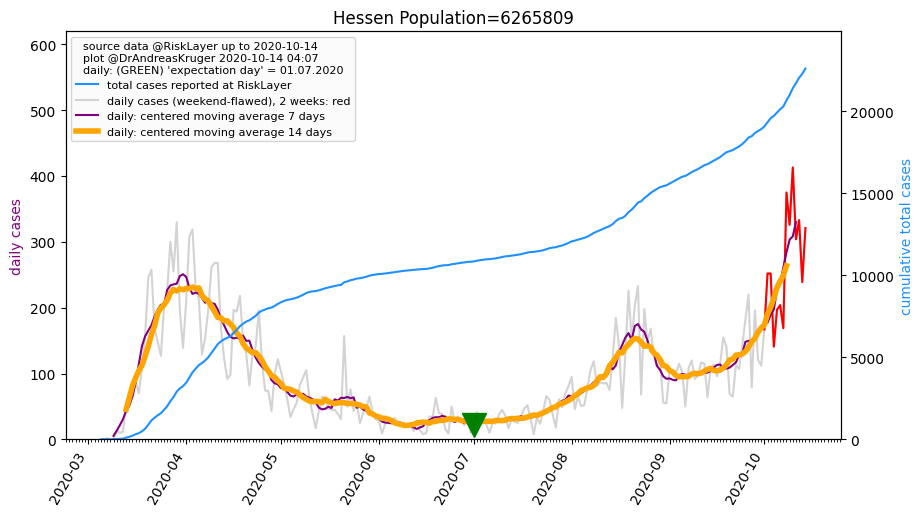 Hessen Population=6265809
source data @RiskLayer up to 2020-10-14
plot @DrAndreasKruger 2020-10-14 04:07
daily: (GREEN) 'expectation day' = 01.07.2020
total cases reported at RiskLayer
daily cases (weekend-flawed), 2 weeks: red
daily: centered moving average 7 days
daily: centered moving average 14 days
daily cases
600
500
400
300
200
100
0
cumulative total cases
20000
15000
10000
5000
0
2020-03
2020-04
2020-05
2020-06
2020-07
2020-08
2020-09
2020-10